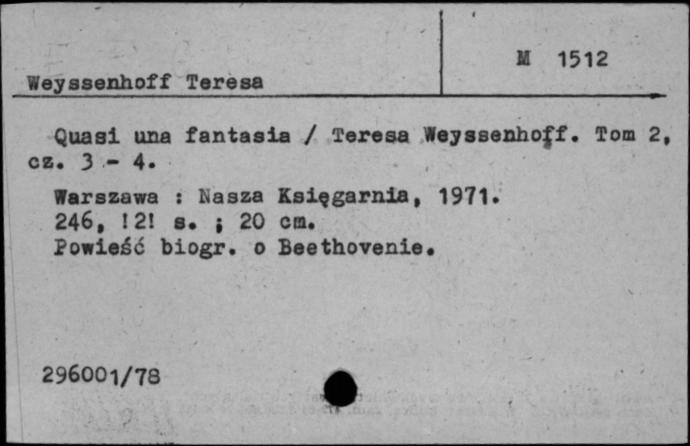 M 1512
Weyssenhoff Teresa
Quasi una fantasia / Teresa Weyssenhoff. Tom 2,
cz. 3 - 4.
Warszawa : Nasza Księgarnia, 1971.
246, !2! s. ; 20 cm.
Powieść biogr. o Beethovenie.
296001/78